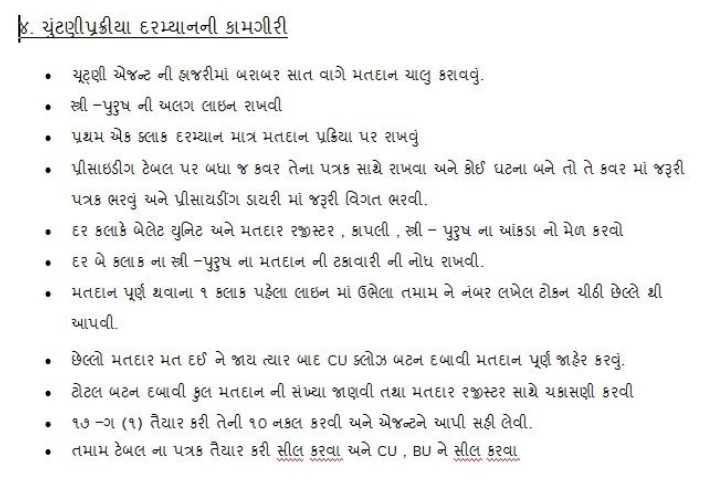 ૪. ચુંટણીપ્રક્રીયા દરમ્યાનની કામગીરી
• ચૂટ્ણી એજન્ટ ની હાજરીમાં બરાબર સાત વાગે મતદાન ચાલુ કરાવવું.
• સ્ત્રી –પુરુષ ની અલગ લાઇન રાખવી
• પ્રથમ એક ક્લાક દરમ્યાન માત્ર મતદાન પ્રક્રિયા પર રાખવું
• પ્રીસાઇડીગ ટેબલ પર બધા જ કવર તેના પત્રક સાથે રાખવા અને કોઈ ઘટના બને તો તે કવર માં જરૂરી
પત્રક ભરવું અને પ્રીસાયડીંગ ડાયરી માં જરૂરી વિગત ભરવી.
• દર કલાકે બેલેટ યુનિટ અને મતદાર રજીસ્ટર , કાપલી , સ્ત્રી – પુરુષ ના આંકડા નો મેળ કરવો
• દર બે કલાક ના સ્ત્રી –પુરુષ ના મતદાન ની ટકાવારી ની નોધ રાખવી.
• મતદાન પૂર્ણ થવાના ૧ કલાક પહેલા લાઇન માં ઉભેલા તમામ ને નંબર લખેલ ટોકન ચીઠી છેલ્લે થી
આપવી.
• છેલ્લો મતદાર મત દઈ ને જાય ત્યાર બાદ CU ક્લોઝ બટન દબાવી મતદાન પૂર્ણ જાહેર કરવું.
• ટોટલ બટન દબાવી કુલ મતદાન ની સંખ્યા જાણવી તથા મતદાર રજીસ્ટર સાથે ચકાસણી કરવી
• ૧૭ –ગ (૧) તૈયાર કરી તેની ૧૦ નકલ કરવી અને એજન્ટને આપી સહી લેવી.
• તમામ ટેબલ ના પત્રક તૈયાર કરી સીલ કરવા અને CU , BU ને સીલ કરવા